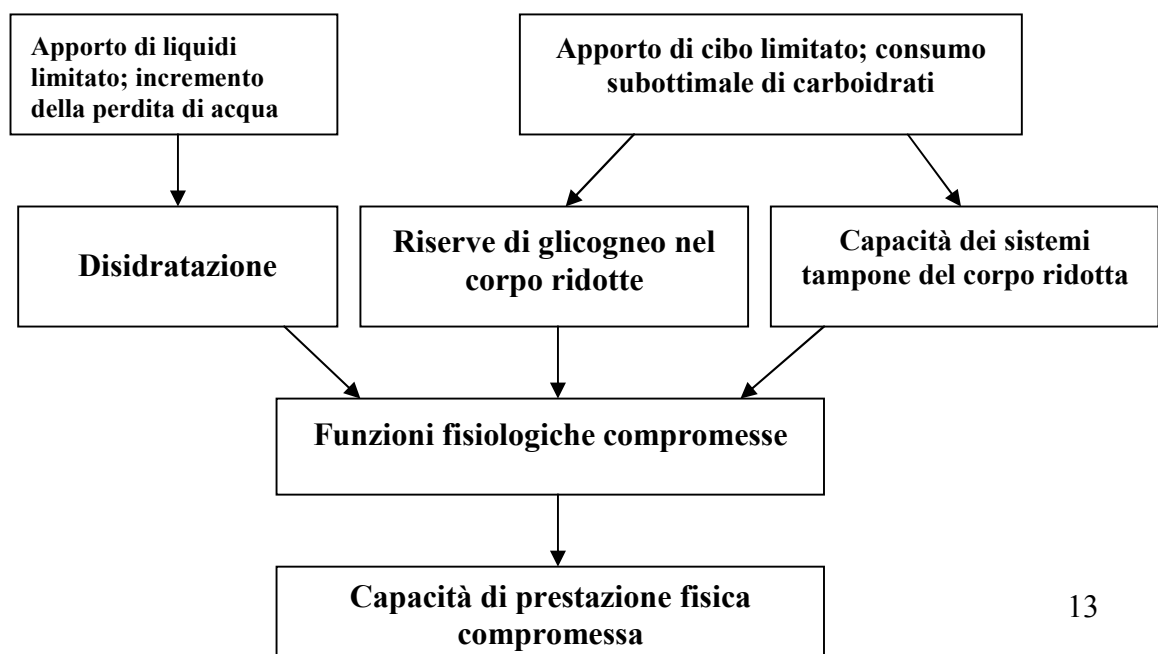 Apporto di liquidi
limitato; incremento
della perdita di acqua
Apporto di cibo limitato; consumo
subottimale di carboidrati
Disidratazione
Riserve di glicogneo nel
corpo ridotte
Capacità dei sistemi
tampone del corpo ridotta
Funzioni fisiologiche compromesse
Capacità di prestazione fisica
compromessa
13